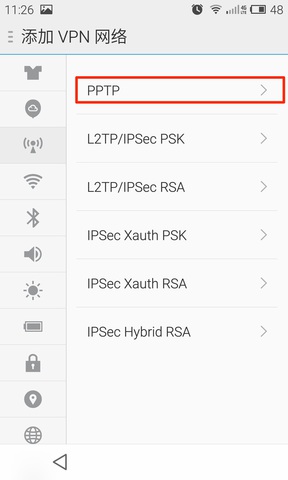 11:26
48
添加 VPN 网络
PPTP
L2TP/IPSec PSK
L2TP/IPSec RSA
IPSec Xauth PSK
IPSec Xauth RSA
IPSec Hybrid RSA